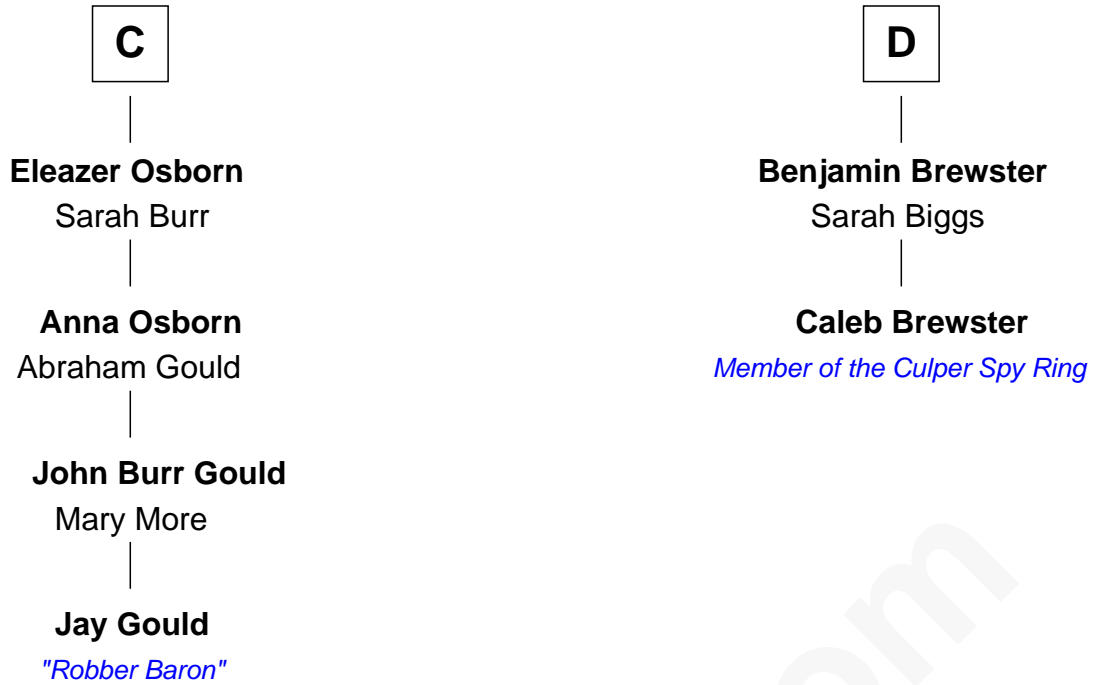 C
Eleazer Osborn
Sarah Burr
Anna Osborn
Abraham Gould
John Burr Gould
Mary More
Jay Gould
"Robber Baron"
D
Benjamin Brewster
Sarah Biggs
Caleb Brewster
Member of the Culper Spy Ring
om